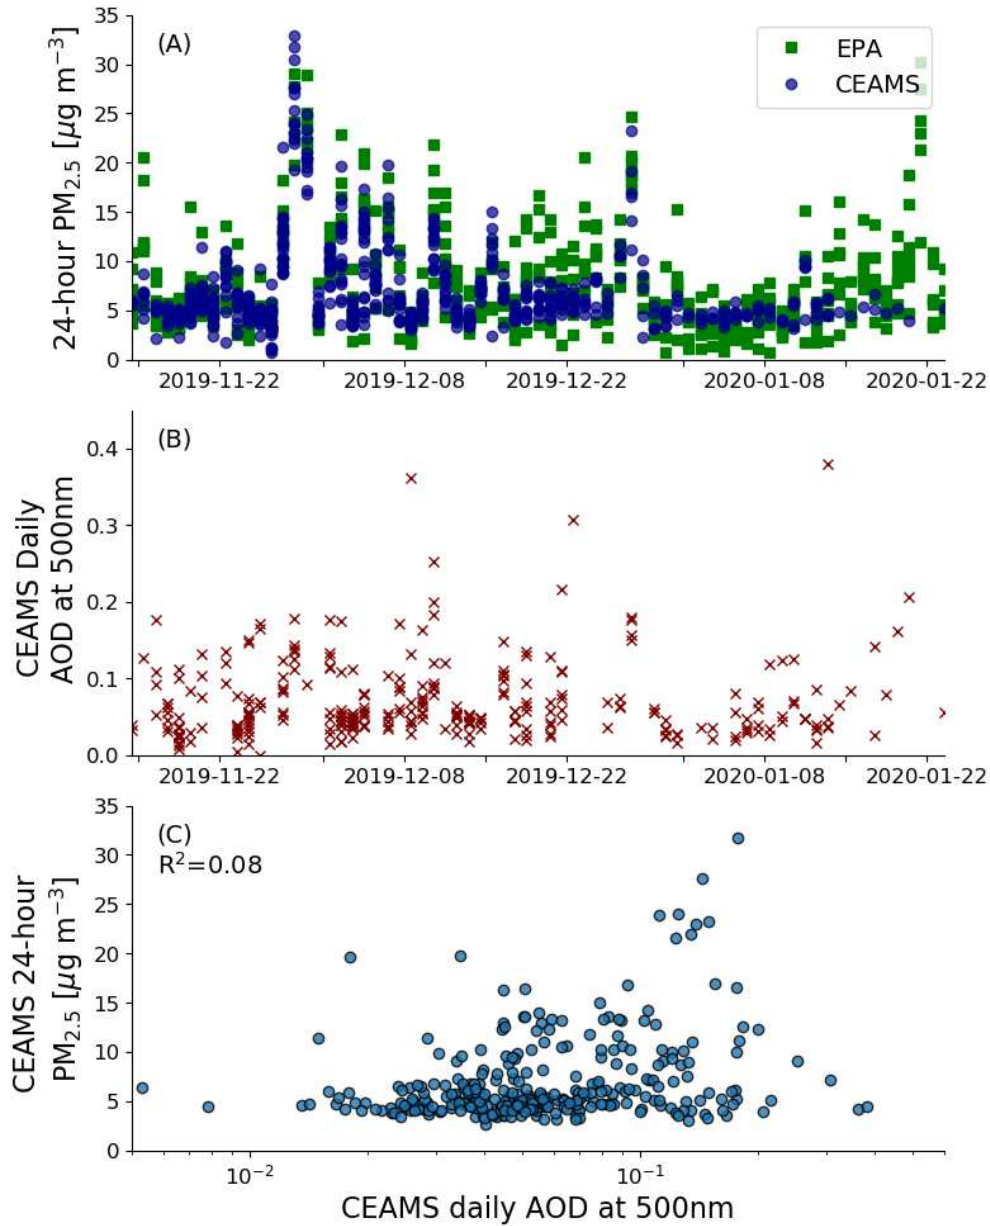 (A)
EPA
CEAMS
24-hour PM₂.₅ [µg m⁻³]
35
30
25
20
15
10
5
0
2019-11-22
2019-12-08
2019-12-22
2020-01-08
2020-01-22
(B)
CEAMS Daily
AOD at 500nm
0.4
0.3
0.2
0.1
0.0
2019-11-22
2019-12-08
2019-12-22
2020-01-08
2020-01-22
(C)
R²=0.08
CEAMS 24-hour
PM₂.₅ [µg m⁻³]
35
30
25
20
15
10
5
0
10⁻²
10⁻¹
CEAMS daily AOD at 500nm